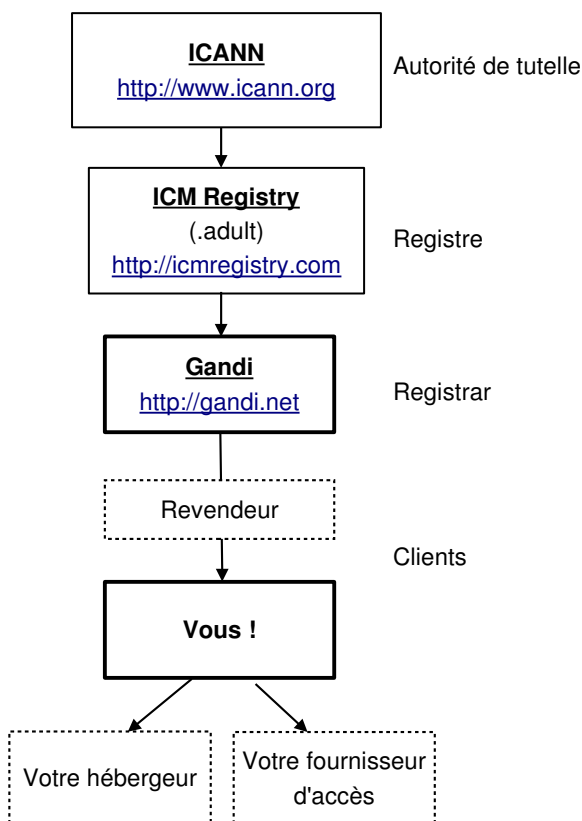 ICANN
http://www.icann.org
Autorité de tutelle
ICM Registry
(.adult)
http://icmregistry.com
Registre
Gandi
http://gandi.net
Registrar
Revendeur
Clients
Vous !
Votre hébergeur
Votre fournisseur
d'accès